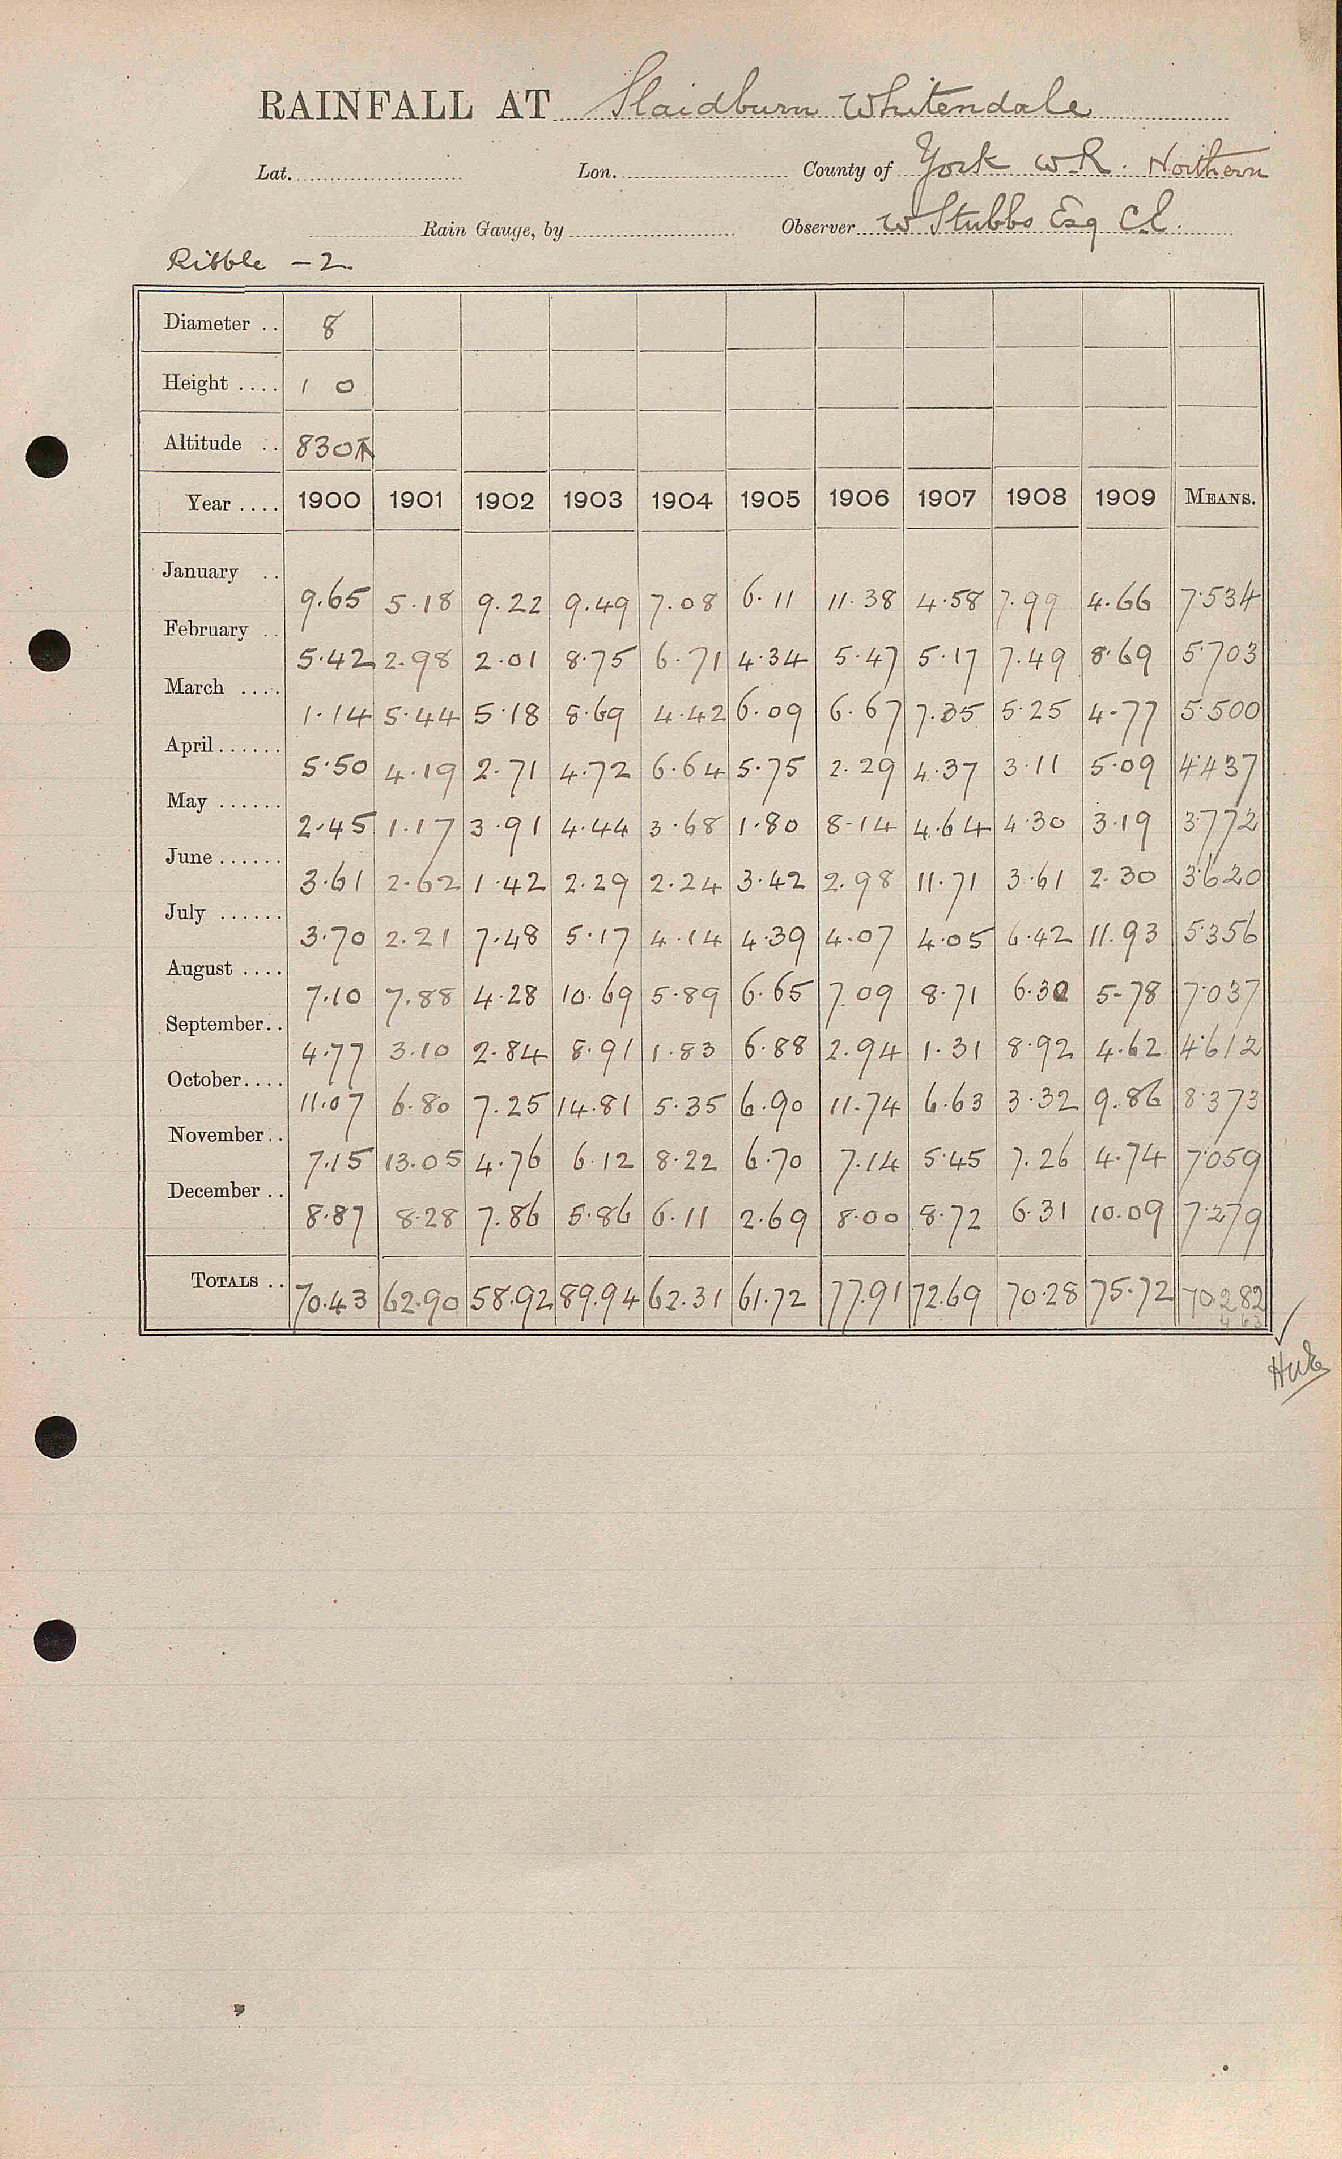 RAINFALL AT Slaidburn Whitendale
Lat. Lon. County of York W.R. Northern
Rain Gauge, by Observer W Stubbs Esq C.E.
Ribble - 2.
Diameter .. 8
Height .... 1 0
Altitude .. 830
Year .... 1900 1901 1902 1903 1904 1905 1906 1907 1908 1909 MEANS.
January .. 9.65 5.18 9.22 9.49 7.08 6.11 11.38 4.58 7.99 4.66 7.534
February .. 5.42 2.98 2.01 8.75 6.71 4.34 5.47 5.17 7.49 8.69 5.703
March .... 1.14 5.44 5.18 8.69 4.42 6.09 6.67 7.35 5.25 4.77 5.500
April ...... 5.50 4.19 2.71 4.72 6.64 5.75 2.29 4.37 3.11 5.09 4.437
May ...... 2.45 1.17 3.91 4.44 3.68 1.80 8.14 4.64 4.30 3.19 3.772
June ...... 3.61 2.62 1.42 2.29 2.24 3.42 2.98 11.71 3.61 2.30 3.620
July ...... 3.70 2.21 7.48 5.17 4.14 4.39 4.07 4.05 6.42 11.93 5.356
August .... 7.10 7.88 4.28 10.69 5.89 6.65 7.09 8.71 6.30 5.78 7.037
September .. 4.77 3.10 2.84 8.91 1.83 6.88 2.94 1.31 8.92 4.62 4.612
October .... 11.07 6.80 7.25 14.81 5.35 6.90 11.74 6.63 3.32 9.86 8.373
November .. 7.15 13.05 4.76 6.12 8.22 6.70 7.14 5.45 7.26 4.74 7.059
December .. 8.87 8.28 7.86 5.86 6.11 2.69 8.00 8.72 6.31 10.09 7.279
TOTALS .. 70.43 62.90 58.92 89.94 62.31 61.72 77.91 72.69 70.28 75.72 70.282